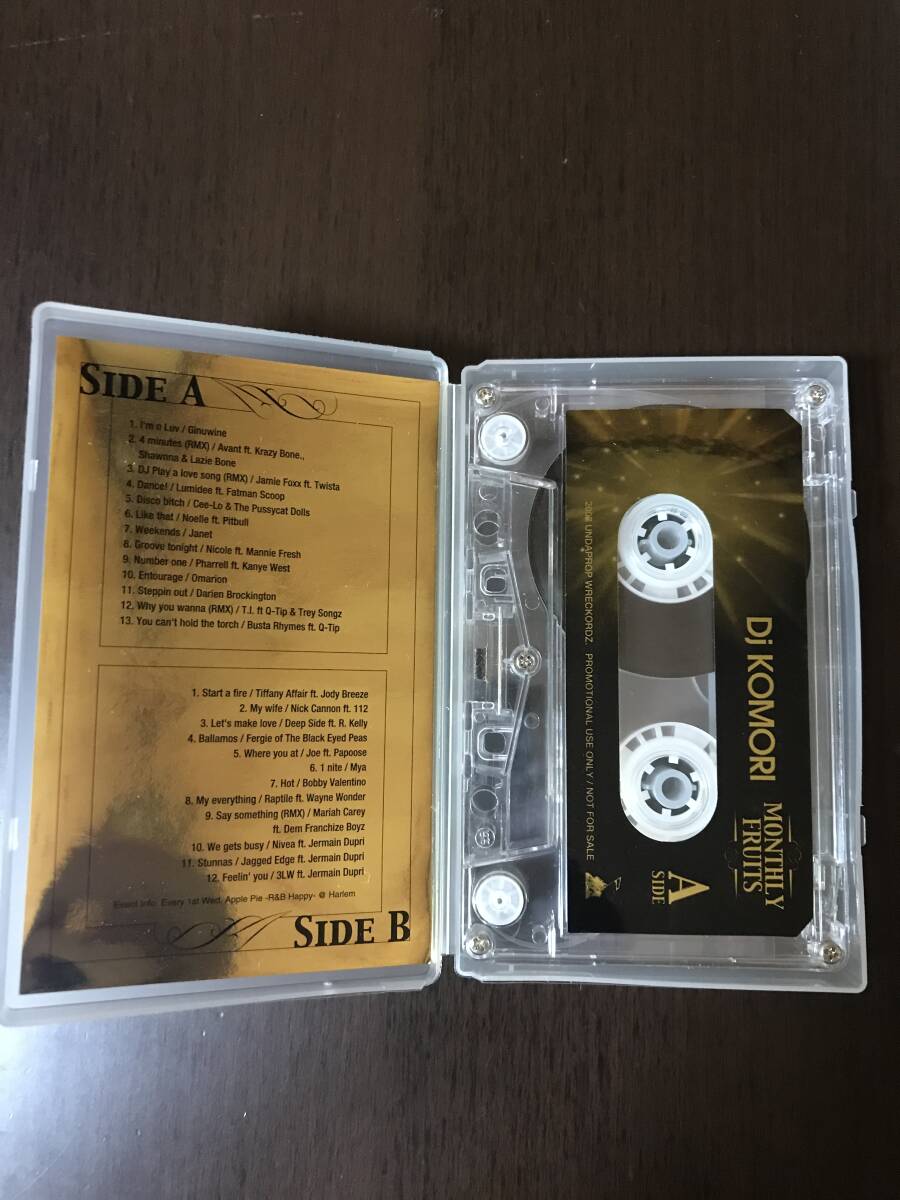 SIDE A
1. I'm n Luv / Ginuwine
2. 4 minutes (RMX) / Avant ft. Krazy Bone.,
Shawnna & Lazie Bone
3. DJ Play a love song (RMX) / Jamie Foxx ft. Twista
4. Dance! / Lumidee ft. Fatman Scoop
5. Disco bitch / Cee-Lo & The Pussycat Dolls
6. Like that / Noelle ft. Pitbull
7. Weekends / Janet
8. Groove tonight / Nicole ft. Mannie Fresh
9. Number one / Pharrell ft. Kanye West
10. Entourage / Omarion
11. Steppin out / Darien Brockington
12. Why you wanna (RMX) / T.I. ft Q-Tip & Trey Songz
13. You can't hold the torch / Busta Rhymes ft. Q-Tip
1. Start a fire / Tiffany Affair ft. Jody Breeze
2. My wife / Nick Cannon ft. 112
3. Let's make love / Deep Side ft. R. Kelly
4. Ballamos / Fergie of The Black Eyed Peas
5. Where you at / Joe ft. Papoose
6. 1 nite / Mya
7. Hot / Bobby Valentino
8. My everything / Raptile ft. Wayne Wonder
9. Say something (RMX) / Mariah Carey
ft. Dem Franchize Boyz
10. We gets busy / Nivea ft. Jermain Dupri
11. Stunnas / Jagged Edge ft. Jermain Dupri
12. Feelin' you / 3LW ft. Jermain Dupri
Event Info: Every 1st Wed. Apple Pie -R&B Happy- @ Harlem
SIDE B
Dj KOMORI
MONTHLY
FRUITS
A
SIDE
UNDAPROP WRECKORDZ. PROMOTIONAL USE ONLY / NOT FOR SALE